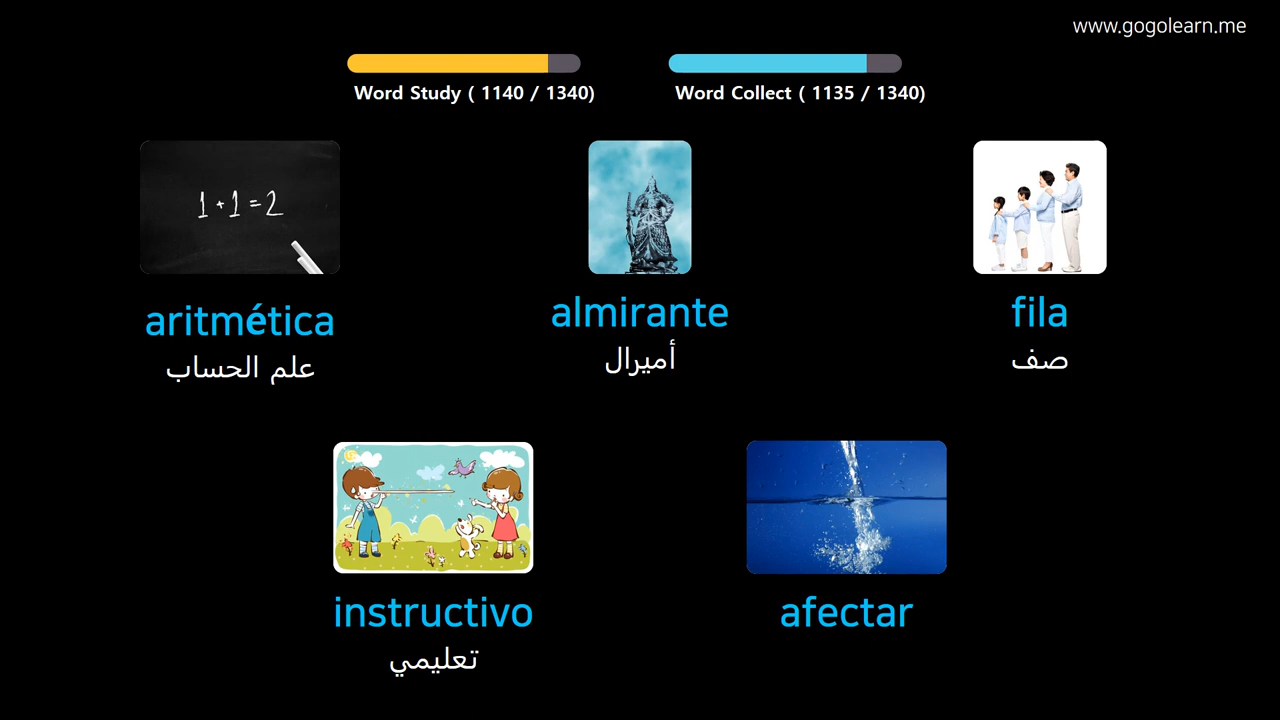 www.gogolearn.me
Word Study ( 1140 / 1340)
Word Collect ( 1135 / 1340)
1+1=2
aritmética
علم الحساب
almirante
أميرال
fila
صف
instructivo
تعليمي
afectar